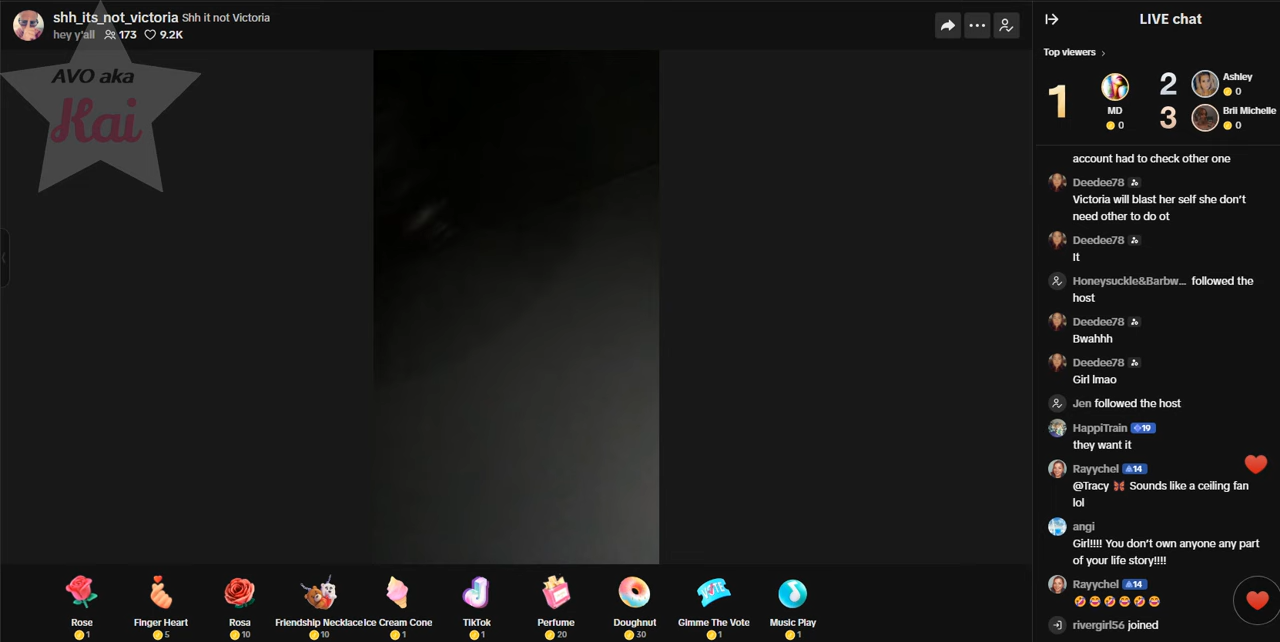 shh_its_not_victoria Shh it not Victoria
hey y'all 173 9.2K
AVO aka
Kai
LIVE chat
Top viewers
1
MD
0
2
Ashley
0
3
Brii Michelle
0
account had to check other one
Deedee78
Victoria will blast her self she don't
need other to do ot
Deedee78
It
Honeysuckle&Barbw... followed the
host
Deedee78
Bwahhh
Deedee78
Girl lmao
Jen followed the host
HappiTrain 19
they want it
Rayychel 14
@Tracy Sounds like a ceiling fan
lol
angi
Girl!!!! You don't own anyone any part
of your life story!!!!
Rayychel 14
rivergirl56 joined
Rose
1
Finger Heart
5
Rosa
10
Friendship Necklace
10
Ice Cream Cone
1
TikTok
1
Perfume
20
Doughnut
30
VOTE
Gimme The Vote
1
Music Play
1